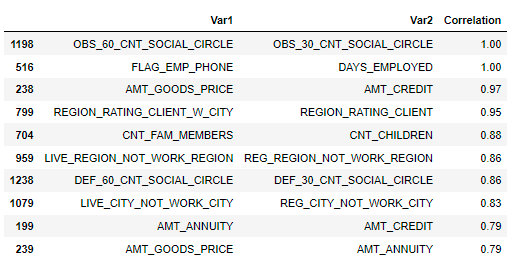 Var1 Var2 Correlation
1198 OBS_60_CNT_SOCIAL_CIRCLE OBS_30_CNT_SOCIAL_CIRCLE 1.00
516 FLAG_EMP_PHONE DAYS_EMPLOYED 1.00
238 AMT_GOODS_PRICE AMT_CREDIT 0.97
799 REGION_RATING_CLIENT_W_CITY REGION_RATING_CLIENT 0.95
704 CNT_FAM_MEMBERS CNT_CHILDREN 0.88
959 LIVE_REGION_NOT_WORK_REGION REG_REGION_NOT_WORK_REGION 0.86
1238 DEF_60_CNT_SOCIAL_CIRCLE DEF_30_CNT_SOCIAL_CIRCLE 0.86
1079 LIVE_CITY_NOT_WORK_CITY REG_CITY_NOT_WORK_CITY 0.83
199 AMT_ANNUITY AMT_CREDIT 0.79
239 AMT_GOODS_PRICE AMT_ANNUITY 0.79